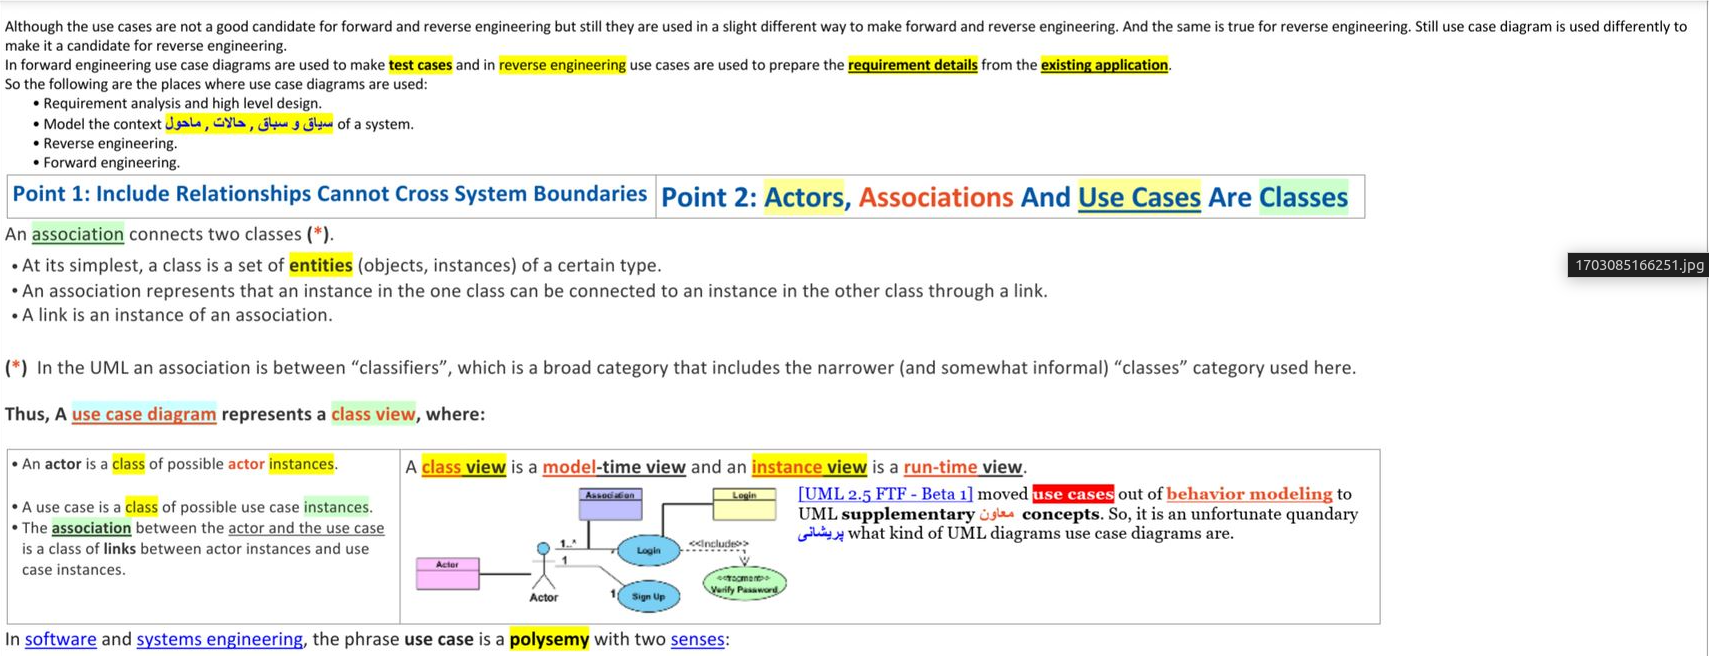 Although the use cases are not a good candidate for forward and reverse engineering but still they are used in a slight different way to make forward and reverse engineering. And the same is true for reverse engineering. Still use case diagram is used differently to
make it a candidate for reverse engineering.
In forward engineering use case diagrams are used to make test cases and in reverse engineering use cases are used to prepare the requirement details from the existing application.
So the following are the places where use case diagrams are used:
• Requirement analysis and high level design.
• Model the context سیاق و سباق , حالات , ماحول of a system.
• Reverse engineering.
• Forward engineering.
Point 1: Include Relationships Cannot Cross System Boundaries
Point 2: Actors, Associations And Use Cases Are Classes
An association connects two classes (*).
• At its simplest, a class is a set of entities (objects, instances) of a certain type.
1703085166251.jpg
• An association represents that an instance in the one class can be connected to an instance in the other class through a link.
• A link is an instance of an association.
(*) In the UML an association is between “classifiers”, which is a broad category that includes the narrower (and somewhat informal) “classes” category used here.
Thus, A use case diagram represents a class view, where:
• An actor is a class of possible actor instances.
• A use case is a class of possible use case instances.
• The association between the actor and the use case
is a class of links between actor instances and use
case instances.
A class view is a model-time view and an instance view is a run-time view.
Association
Login
1..*
Login
<<Include>>
1
Actor
<<fragment>>
Verify Password
Actor
1
Sign Up
[UML 2.5 FTF - Beta 1] moved use cases out of behavior modeling to
UML supplementary معاون concepts. So, it is an unfortunate quandary
پریشانی what kind of UML diagrams use case diagrams are.
In software and systems engineering, the phrase use case is a polysemy with two senses: